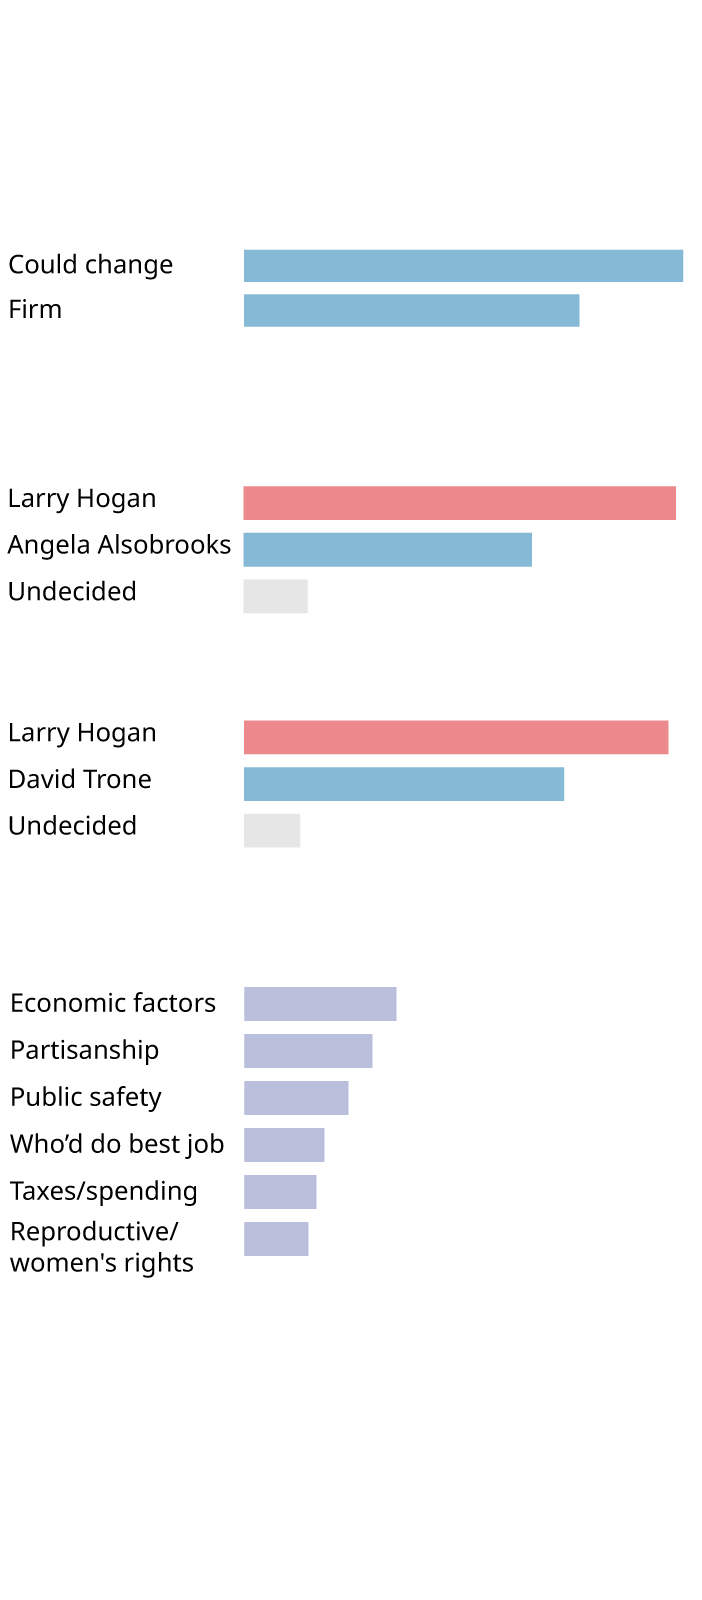 Could change
Firm
Larry Hogan
Angela Alsobrooks
Undecided
Larry Hogan
David Trone
Undecided
Economic factors
Partisanship
Public safety
Who’d do best job
Taxes/spending
Reproductive/
women's rights